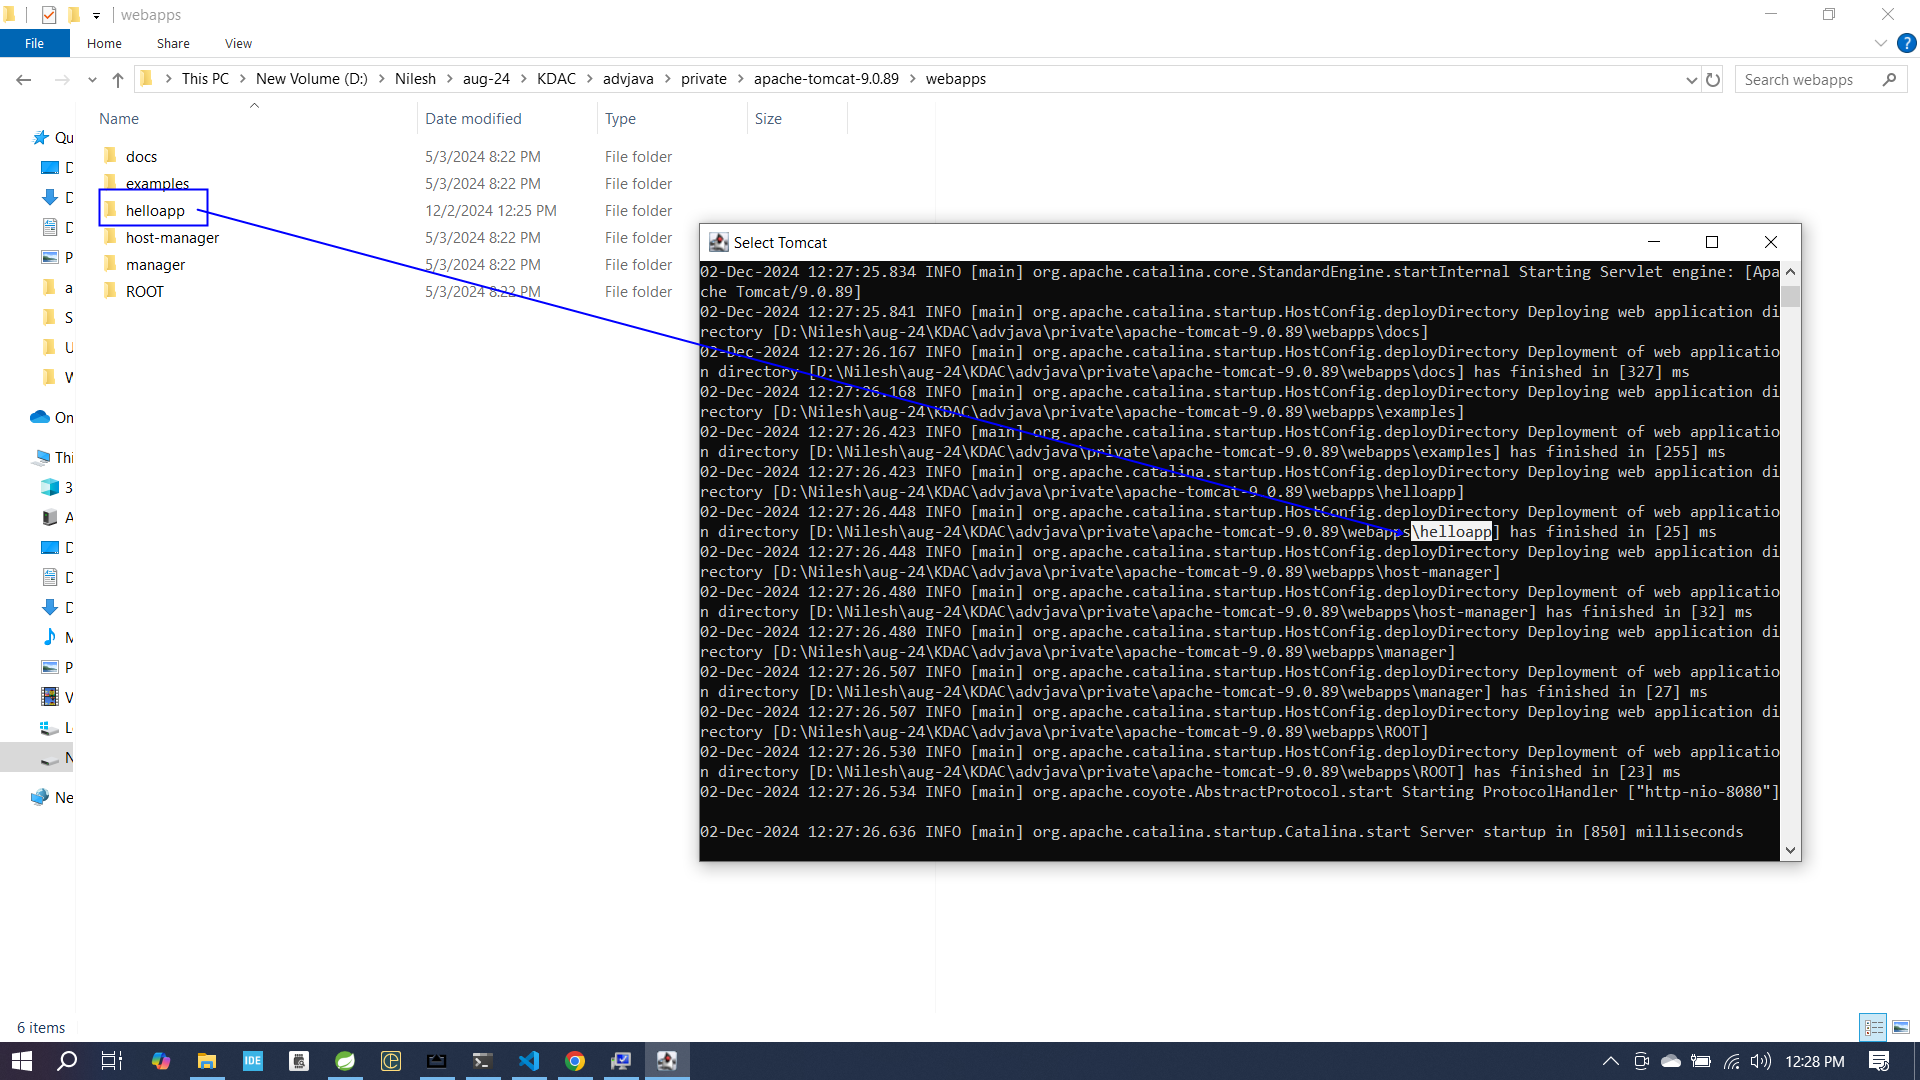 webapps
File Home Share View
This PC > New Volume (D:) > Nilesh > aug-24 > KDAC > advjava > private > apache-tomcat-9.0.89 > webapps
Search webapps
Name Date modified Type Size
docs 5/3/2024 8:22 PM File folder
examples 5/3/2024 8:22 PM File folder
helloapp 12/2/2024 12:25 PM File folder
host-manager 5/3/2024 8:22 PM File folder
manager 5/3/2024 8:22 PM File folder
ROOT 5/3/2024 8:22 PM File folder
Qu
D
D
D
P
a
S
U
V
On
Thi
3
A
D
D
D
M
P
V
Lo
N
Ne
Select Tomcat
02-Dec-2024 12:27:25.834 INFO [main] org.apache.catalina.core.StandardEngine.startInternal Starting Servlet engine: [Apa
che Tomcat/9.0.89]
02-Dec-2024 12:27:25.841 INFO [main] org.apache.catalina.startup.HostConfig.deployDirectory Deploying web application di
rectory [D:\Nilesh\aug-24\KDAC\advjava\private\apache-tomcat-9.0.89\webapps\docs]
02-Dec-2024 12:27:26.167 INFO [main] org.apache.catalina.startup.HostConfig.deployDirectory Deployment of web applicatio
n directory [D:\Nilesh\aug-24\KDAC\advjava\private\apache-tomcat-9.0.89\webapps\docs] has finished in [327] ms
02-Dec-2024 12:27:26.168 INFO [main] org.apache.catalina.startup.HostConfig.deployDirectory Deploying web application di
rectory [D:\Nilesh\aug-24\KDAC\advjava\private\apache-tomcat-9.0.89\webapps\examples]
02-Dec-2024 12:27:26.423 INFO [main] org.apache.catalina.startup.HostConfig.deployDirectory Deployment of web applicatio
n directory [D:\Nilesh\aug-24\KDAC\advjava\private\apache-tomcat-9.0.89\webapps\examples] has finished in [255] ms
02-Dec-2024 12:27:26.423 INFO [main] org.apache.catalina.startup.HostConfig.deployDirectory Deploying web application di
rectory [D:\Nilesh\aug-24\KDAC\advjava\private\apache-tomcat-9.0.89\webapps\helloapp]
02-Dec-2024 12:27:26.448 INFO [main] org.apache.catalina.startup.HostConfig.deployDirectory Deployment of web applicatio
n directory [D:\Nilesh\aug-24\KDAC\advjava\private\apache-tomcat-9.0.89\webapps\helloapp] has finished in [25] ms
02-Dec-2024 12:27:26.448 INFO [main] org.apache.catalina.startup.HostConfig.deployDirectory Deploying web application di
rectory [D:\Nilesh\aug-24\KDAC\advjava\private\apache-tomcat-9.0.89\webapps\host-manager]
02-Dec-2024 12:27:26.480 INFO [main] org.apache.catalina.startup.HostConfig.deployDirectory Deployment of web applicatio
n directory [D:\Nilesh\aug-24\KDAC\advjava\private\apache-tomcat-9.0.89\webapps\host-manager] has finished in [32] ms
02-Dec-2024 12:27:26.480 INFO [main] org.apache.catalina.startup.HostConfig.deployDirectory Deploying web application di
rectory [D:\Nilesh\aug-24\KDAC\advjava\private\apache-tomcat-9.0.89\webapps\manager]
02-Dec-2024 12:27:26.507 INFO [main] org.apache.catalina.startup.HostConfig.deployDirectory Deployment of web applicatio
n directory [D:\Nilesh\aug-24\KDAC\advjava\private\apache-tomcat-9.0.89\webapps\manager] has finished in [27] ms
02-Dec-2024 12:27:26.507 INFO [main] org.apache.catalina.startup.HostConfig.deployDirectory Deploying web application di
rectory [D:\Nilesh\aug-24\KDAC\advjava\private\apache-tomcat-9.0.89\webapps\ROOT]
02-Dec-2024 12:27:26.530 INFO [main] org.apache.catalina.startup.HostConfig.deployDirectory Deployment of web applicatio
n directory [D:\Nilesh\aug-24\KDAC\advjava\private\apache-tomcat-9.0.89\webapps\ROOT] has finished in [23] ms
02-Dec-2024 12:27:26.534 INFO [main] org.apache.coyote.AbstractProtocol.start Starting ProtocolHandler ["http-nio-8080"]
02-Dec-2024 12:27:26.636 INFO [main] org.apache.catalina.startup.Catalina.start Server startup in [850] milliseconds
6 items
IDE
12:28 PM